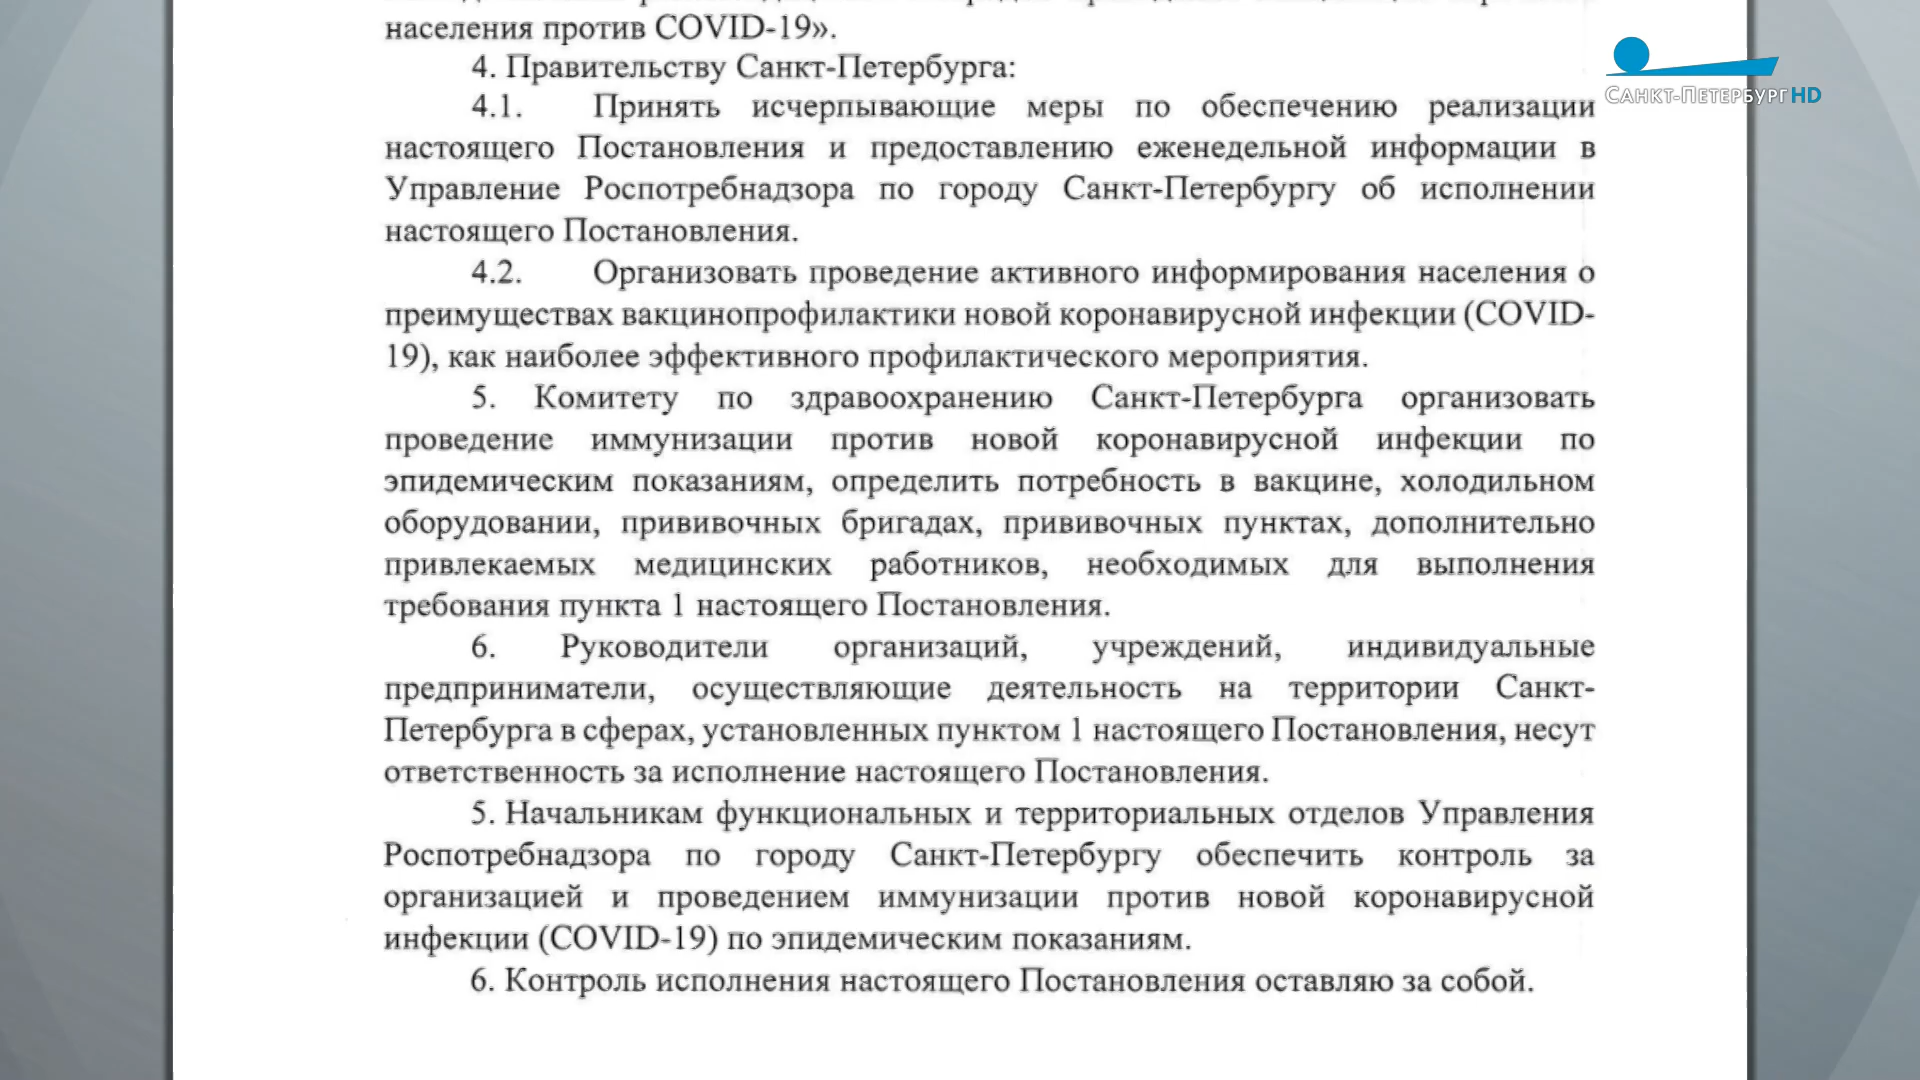 населения против COVID-19».
4. Правительству Санкт-Петербурга:
4.1. Принять исчерпывающие меры по обеспечению реализации
настоящего Постановления и предоставлению еженедельной информации в
Управление Роспотребнадзора по городу Санкт-Петербургу об исполнении
настоящего Постановления.
4.2. Организовать проведение активного информирования населения о
преимуществах вакцинопрофилактики новой коронавирусной инфекции (COVID-
19), как наиболее эффективного профилактического мероприятия.
5. Комитету по здравоохранению Санкт-Петербурга организовать
проведение иммунизации против новой коронавирусной инфекции по
эпидемическим показаниям, определить потребность в вакцине, холодильном
оборудовании, прививочных бригадах, прививочных пунктах, дополнительно
привлекаемых медицинских работников, необходимых для выполнения
требования пункта 1 настоящего Постановления.
6. Руководители организаций, учреждений, индивидуальные
предприниматели, осуществляющие деятельность на территории Санкт-
Петербурга в сферах, установленных пунктом 1 настоящего Постановления, несут
ответственность за исполнение настоящего Постановления.
5. Начальникам функциональных и территориальных отделов Управления
Роспотребнадзора по городу Санкт-Петербургу обеспечить контроль за
организацией и проведением иммунизации против новой коронавирусной
инфекции (COVID-19) по эпидемическим показаниям.
6. Контроль исполнения настоящего Постановления оставляю за собой.
САНКТ-ПЕТЕРБУРГ HD